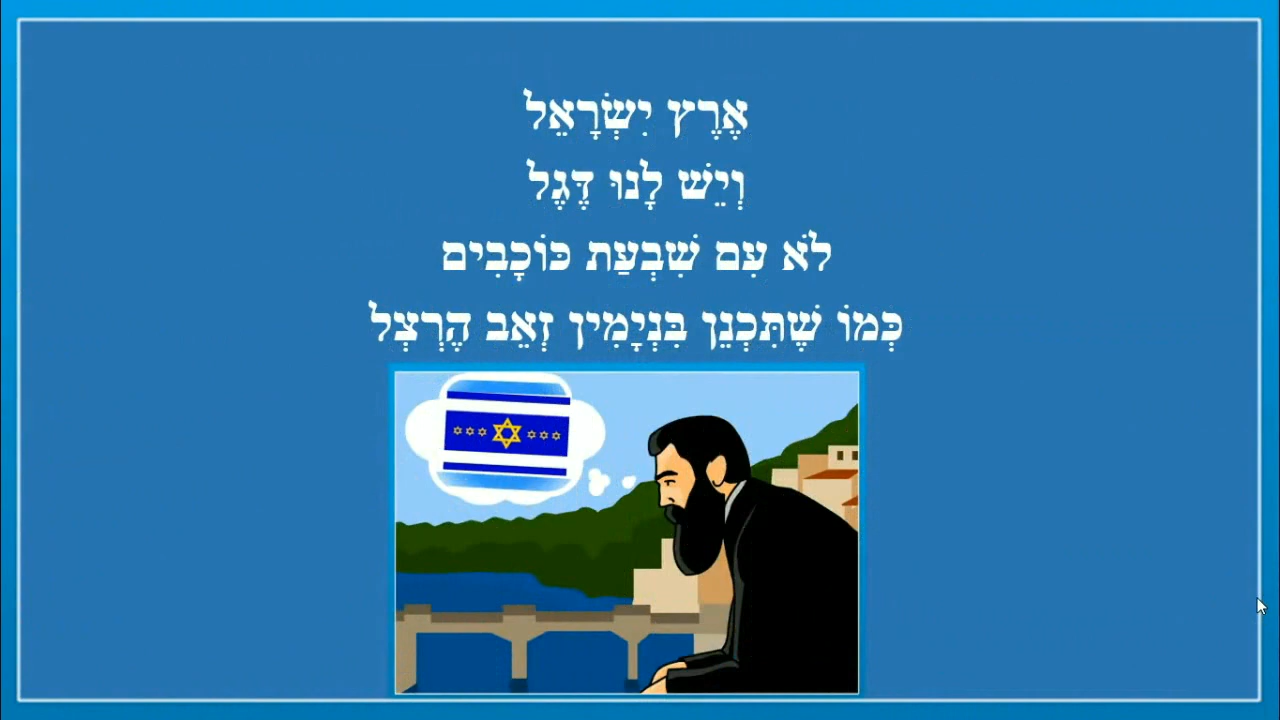 אֶרֶץ יִשְׂרָאֵל
וְיֵשׁ לָנוּ דֶּגֶל
לֹא עִם שִׁבְעַת כּוֹכָבִים
כְּמוֹ שֶׁתִּכְנֵן בִּנְיָמִין זְאֵב הֶרְצְל